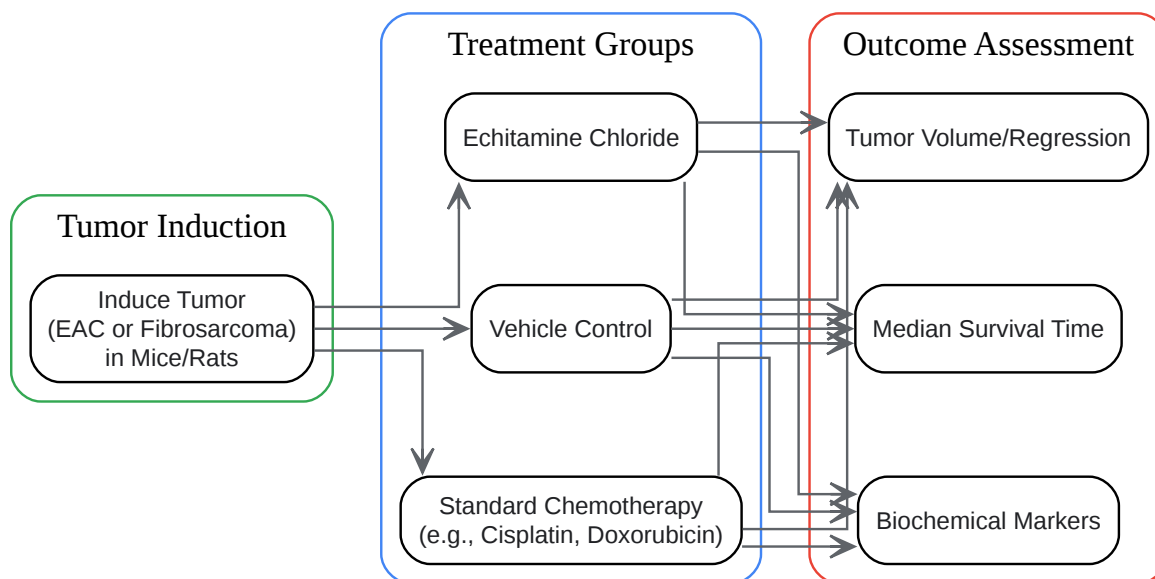 Tumor Induction
Induce Tumor
(EAC or Fibrosarcoma)
in Mice/Rats
Treatment Groups
Echitamine Chloride
Vehicle Control
Standard Chemotherapy
(e.g., Cisplatin, Doxorubicin)
Outcome Assessment
Tumor Volume/Regression
Median Survival Time
Biochemical Markers